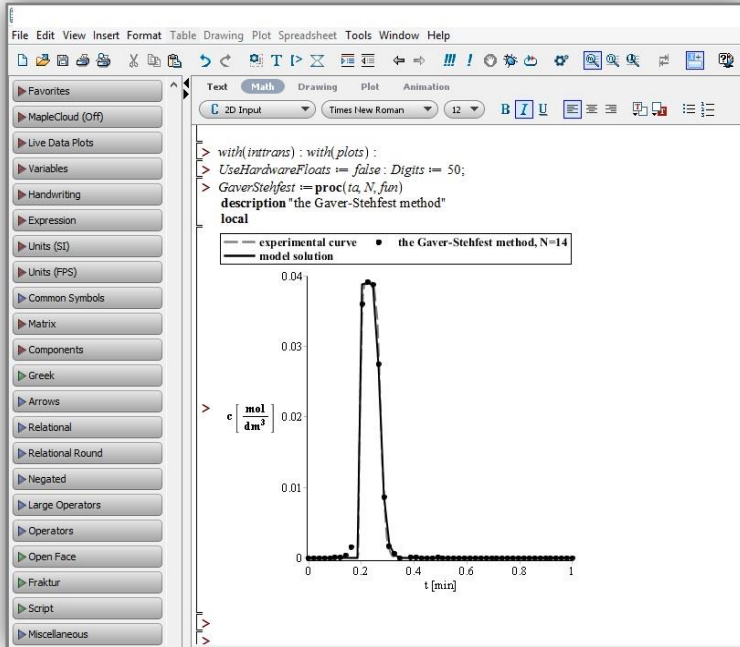 File Edit View Insert Format Table Drawing Plot Spreadsheet Tools Window Help
Favorites
MapleCloud (Off)
Live Data Plots
Variables
Handwriting
Expression
Units (SI)
Units (FPS)
Common Symbols
Matrix
Components
Greek
Arrows
Relational
Relational Round
Negated
Large Operators
Operators
Open Face
Fraktur
Script
Miscellaneous
Text Math Drawing Plot Animation
C 2D Input Times New Roman 12 B I U
> with(inttrans) : with(plots) :
> UseHardwareFloats := false : Digits := 50;
> GaverStehfest := proc(ta, N, fun)
description "the Gaver-Stehfest method"
local
experimental curve
the Gaver-Stehfest method, N=14
model solution
0.04
0.03
> c [mol/dm³] 0.02
0.01
0
0 0.2 0.4 0.6 0.8 1
t [min]
>
>